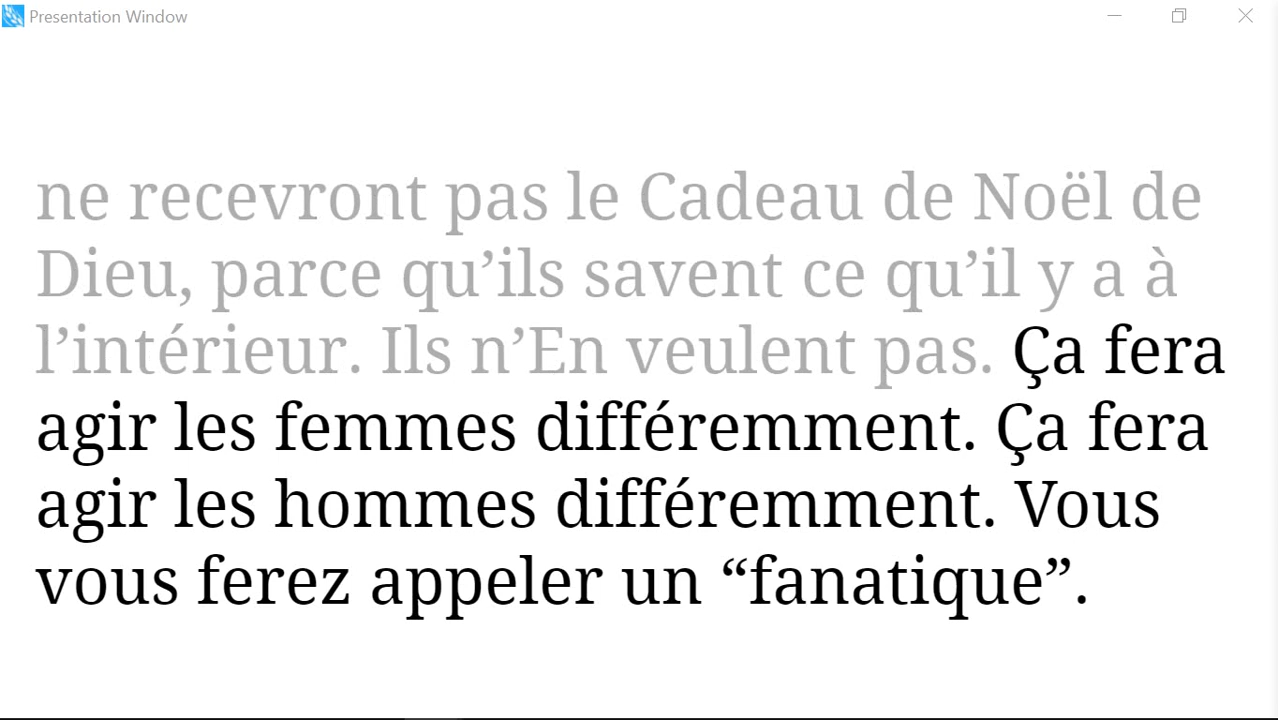 Presentation Window
ne recevront pas le Cadeau de Noël de
Dieu, parce qu’ils savent ce qu’il y a à
l’intérieur. Ils n’En veulent pas. Ça fera
agir les femmes différemment. Ça fera
agir les hommes différemment. Vous
vous ferez appeler un “fanatique”.